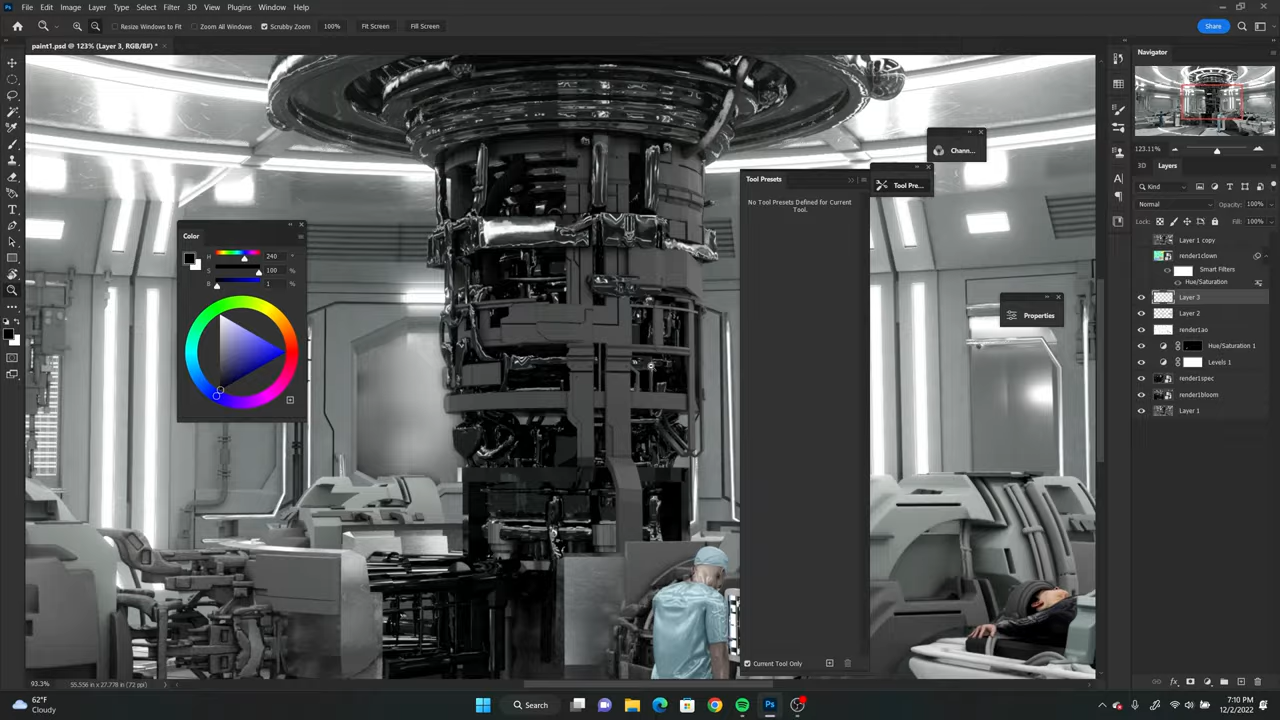 File Edit Image Layer Type Select Filter 3D View Plugins Window Help
Resize Windows to Fit Zoom All Windows Scrubby Zoom 100% Fit Screen Fill Screen Share
paint1.psd @ 123% (Layer 3, RGB/8#) *
Navigator
123.11%
Chann...
Tool Presets
Tool Pre...
No Tool Presets Defined for Current
Tool.
3D Layers
Kind
Normal Opacity: 100%
Lock: Fill: 100%
Color
H 240 °
S 100 %
B 1 %
Layer 1 copy
render1clown
Smart Filters
Hue/Saturation
Layer 3
Properties
Layer 2
render1ao
Hue/Saturation 1
Levels 1
render1spec
render1bloom
Layer 1
Current Tool Only
93.3% 55.556 in x 27.778 in (72 ppi)
62°F
Cloudy
Search
7:10 PM
12/2/2022